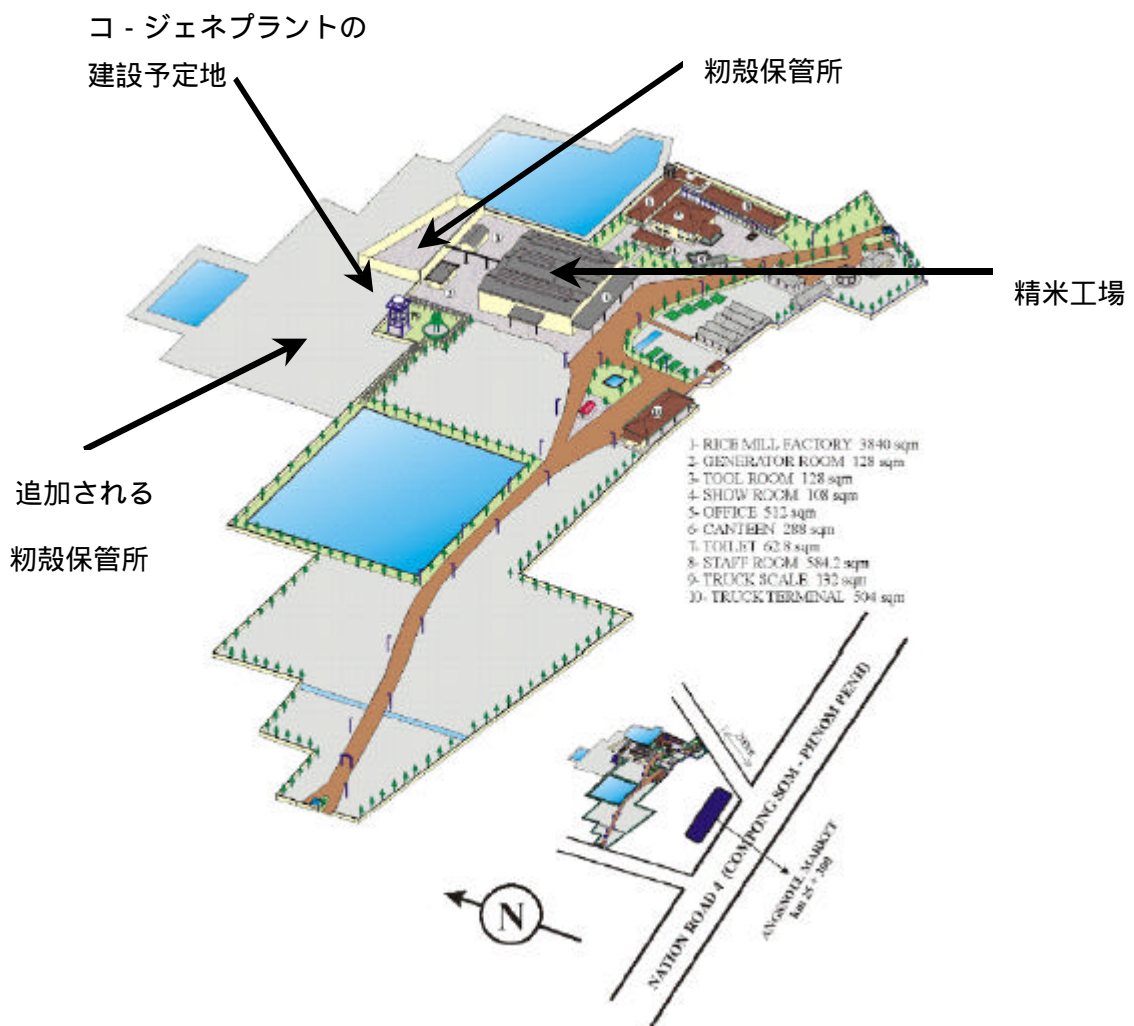 コ - ジェネプラントの
建設予定地
籾殻保管所
精米工場
追加される
籾殻保管所
1- RICE MILL FACTORY 3840 sqm
2- GENERATOR ROOM 128 sqm
3- TOOL ROOM 128 sqm
4- SHOW ROOM 108 sqm
5- OFFICE 512 sqm
6- CANTEEN 288 sqm
7- TOILET 62.8 sqm
8- STAFF ROOM 584.2 sqm
9- TRUCK SCALE 132 sqm
10- TRUCK TERMINAL 504 sqm
NATION ROAD 4 (COMPONG SOM - PHNOM PENH)
ANGSNOUL MARKET
km 25 + 300
N